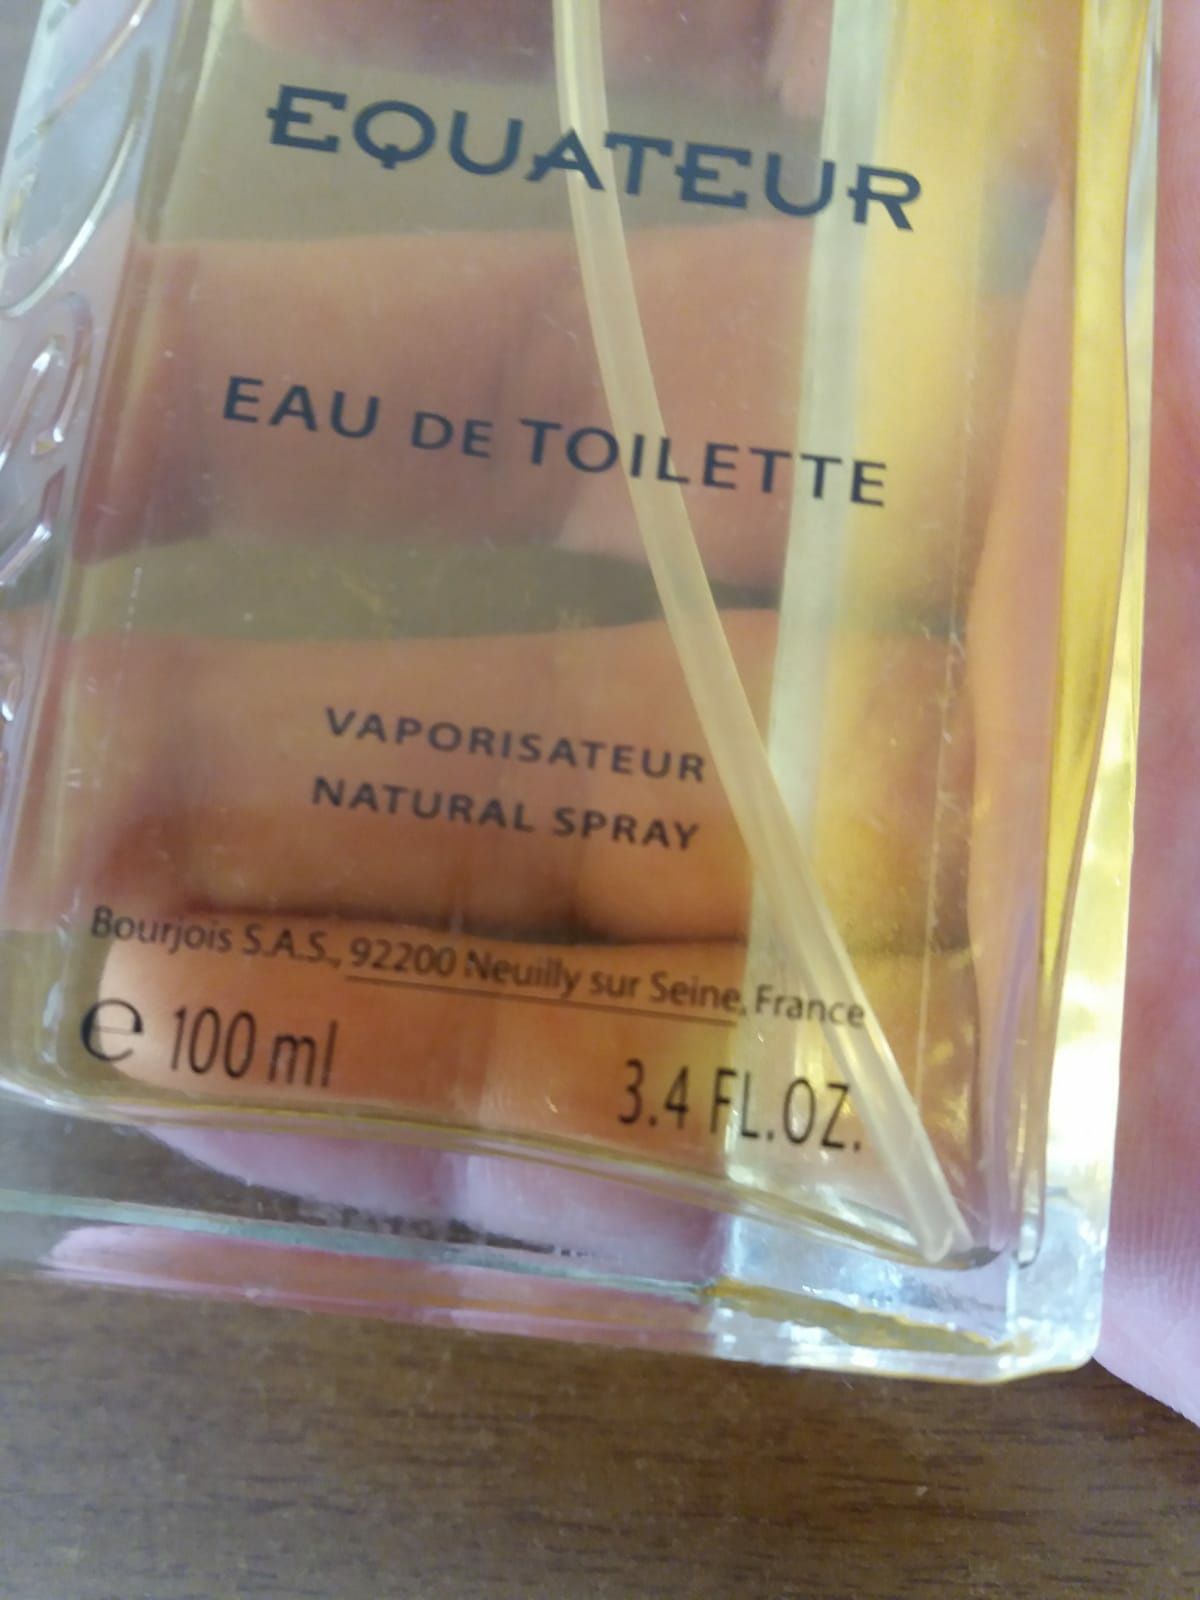 EQUATEUR
EAU DE TOILETTE
VAPORISATEUR
NATURAL SPRAY
Bourjois S.A.S., 92200 Neuilly sur Seine, France
℮ 100 ml 3.4 FL.OZ.